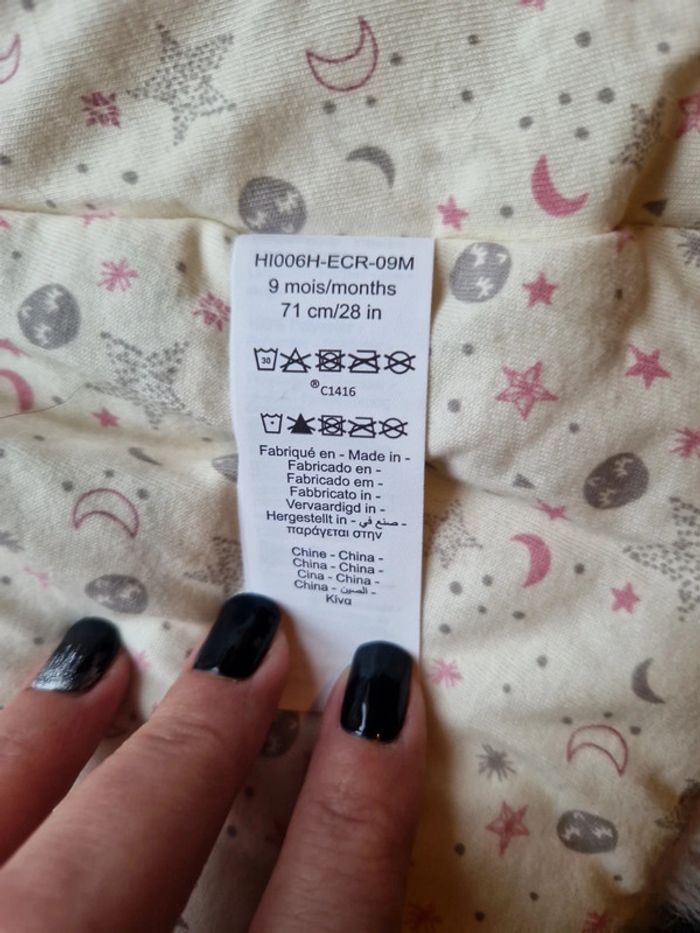 HI006H-ECR-09M
9 mois/months
71 cm/28 in
30
®C1416
Fabriqué en - Made in -
Fabricado en -
Fabricado em -
Fabbricato in -
Vervaardigd in -
Hergestellt in - صنع في -
παράγεται στην
Chine - China -
China - China -
Cina - China -
China - الصين -
Κίνα